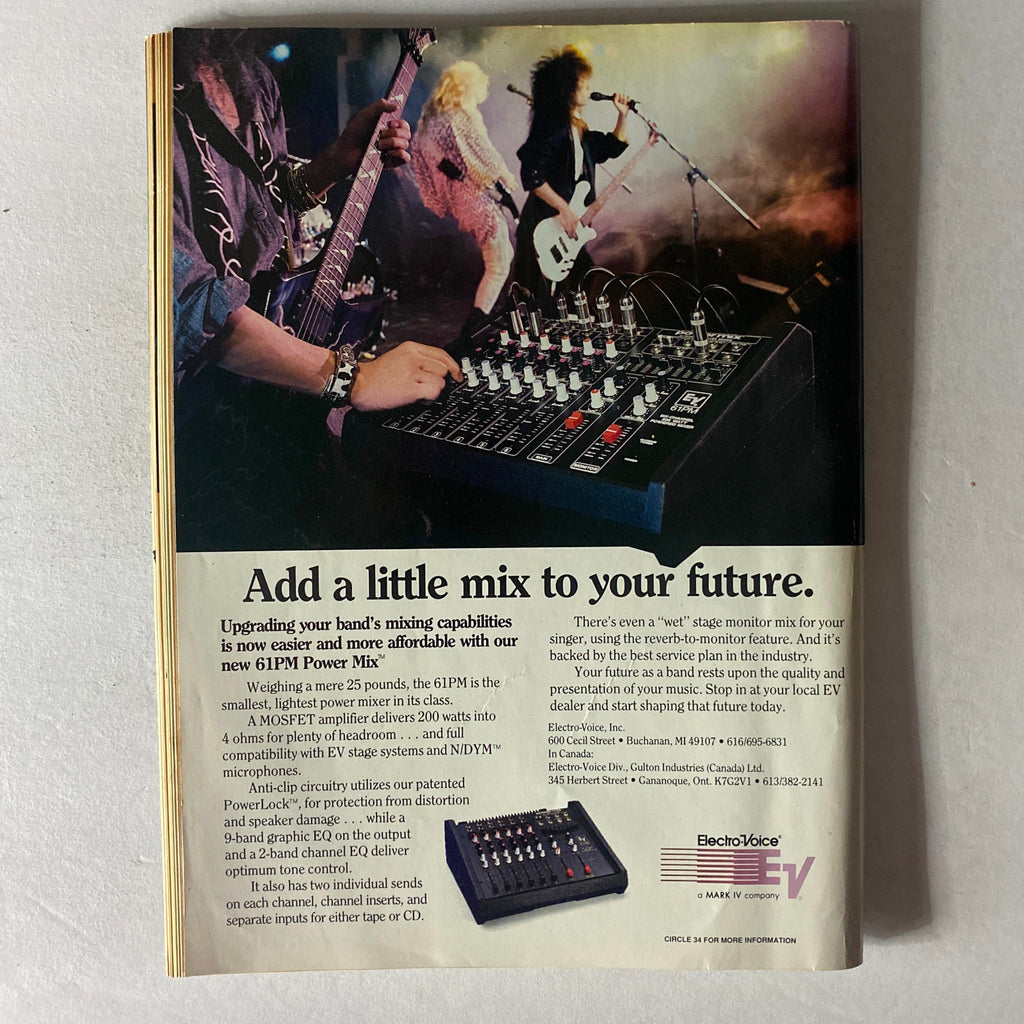 EV
61PM
SIX-CHANNEL
POWERED MIXER
MAIN
MONITOR
Add a little mix to your future.
Upgrading your band's mixing capabilities
is now easier and more affordable with our
new 61PM Power Mix™
Weighing a mere 25 pounds, the 61PM is the
smallest, lightest power mixer in its class.
A MOSFET amplifier delivers 200 watts into
4 ohms for plenty of headroom . . . and full
compatibility with EV stage systems and N/DYM™
microphones.
Anti-clip circuitry utilizes our patented
PowerLock™, for protection from distortion
and speaker damage . . . while a
9-band graphic EQ on the output
and a 2-band channel EQ deliver
optimum tone control.
It also has two individual sends
on each channel, channel inserts, and
separate inputs for either tape or CD.
There's even a "wet" stage monitor mix for your
singer, using the reverb-to-monitor feature. And it's
backed by the best service plan in the industry.
Your future as a band rests upon the quality and
presentation of your music. Stop in at your local EV
dealer and start shaping that future today.
Electro-Voice, Inc.
600 Cecil Street • Buchanan, MI 49107 • 616/695-6831
In Canada:
Electro-Voice Div., Gulton Industries (Canada) Ltd.
345 Herbert Street • Gananoque, Ont. K7G2V1 • 613/382-2141
Electro-Voice®
EV®
a MARK IV company
CIRCLE 34 FOR MORE INFORMATION